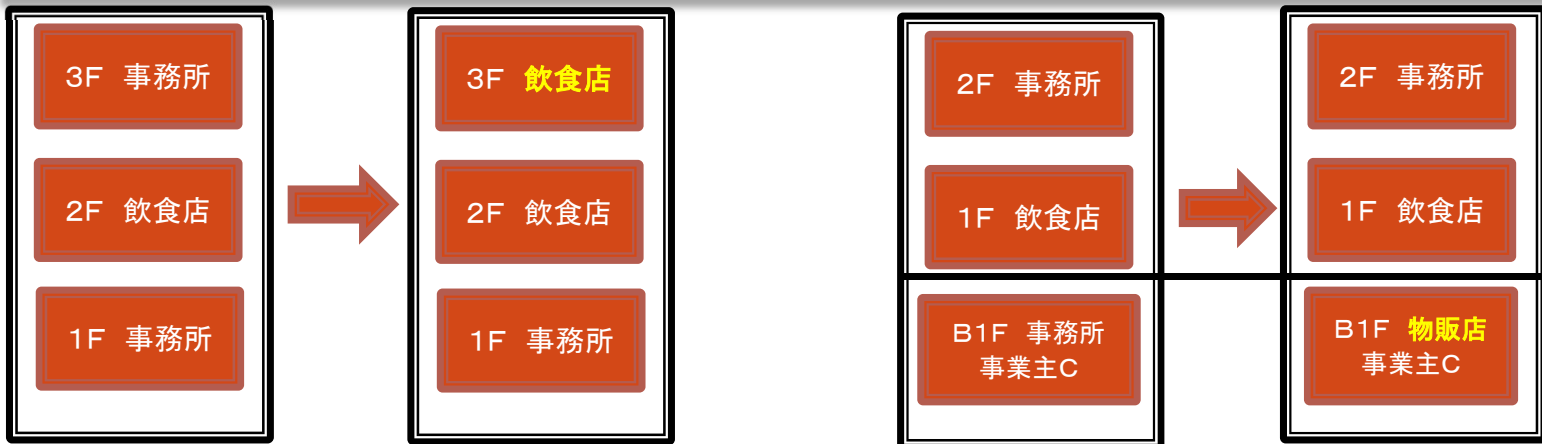 3F 事務所
2F 飲食店
1F 事務所
3F 飲食店
2F 飲食店
1F 事務所
2F 事務所
1F 飲食店
B1F 事務所
事業主C
2F 事務所
1F 飲食店
B1F 物販店
事業主C